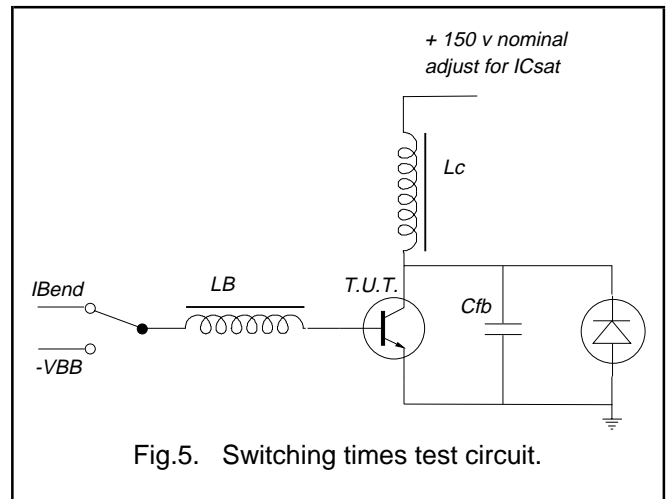 + 150 v nominal
adjust for ICsat
Lc
IBend
LB
T.U.T.
Cfb
-VBB
Fig.5. Switching times test circuit.